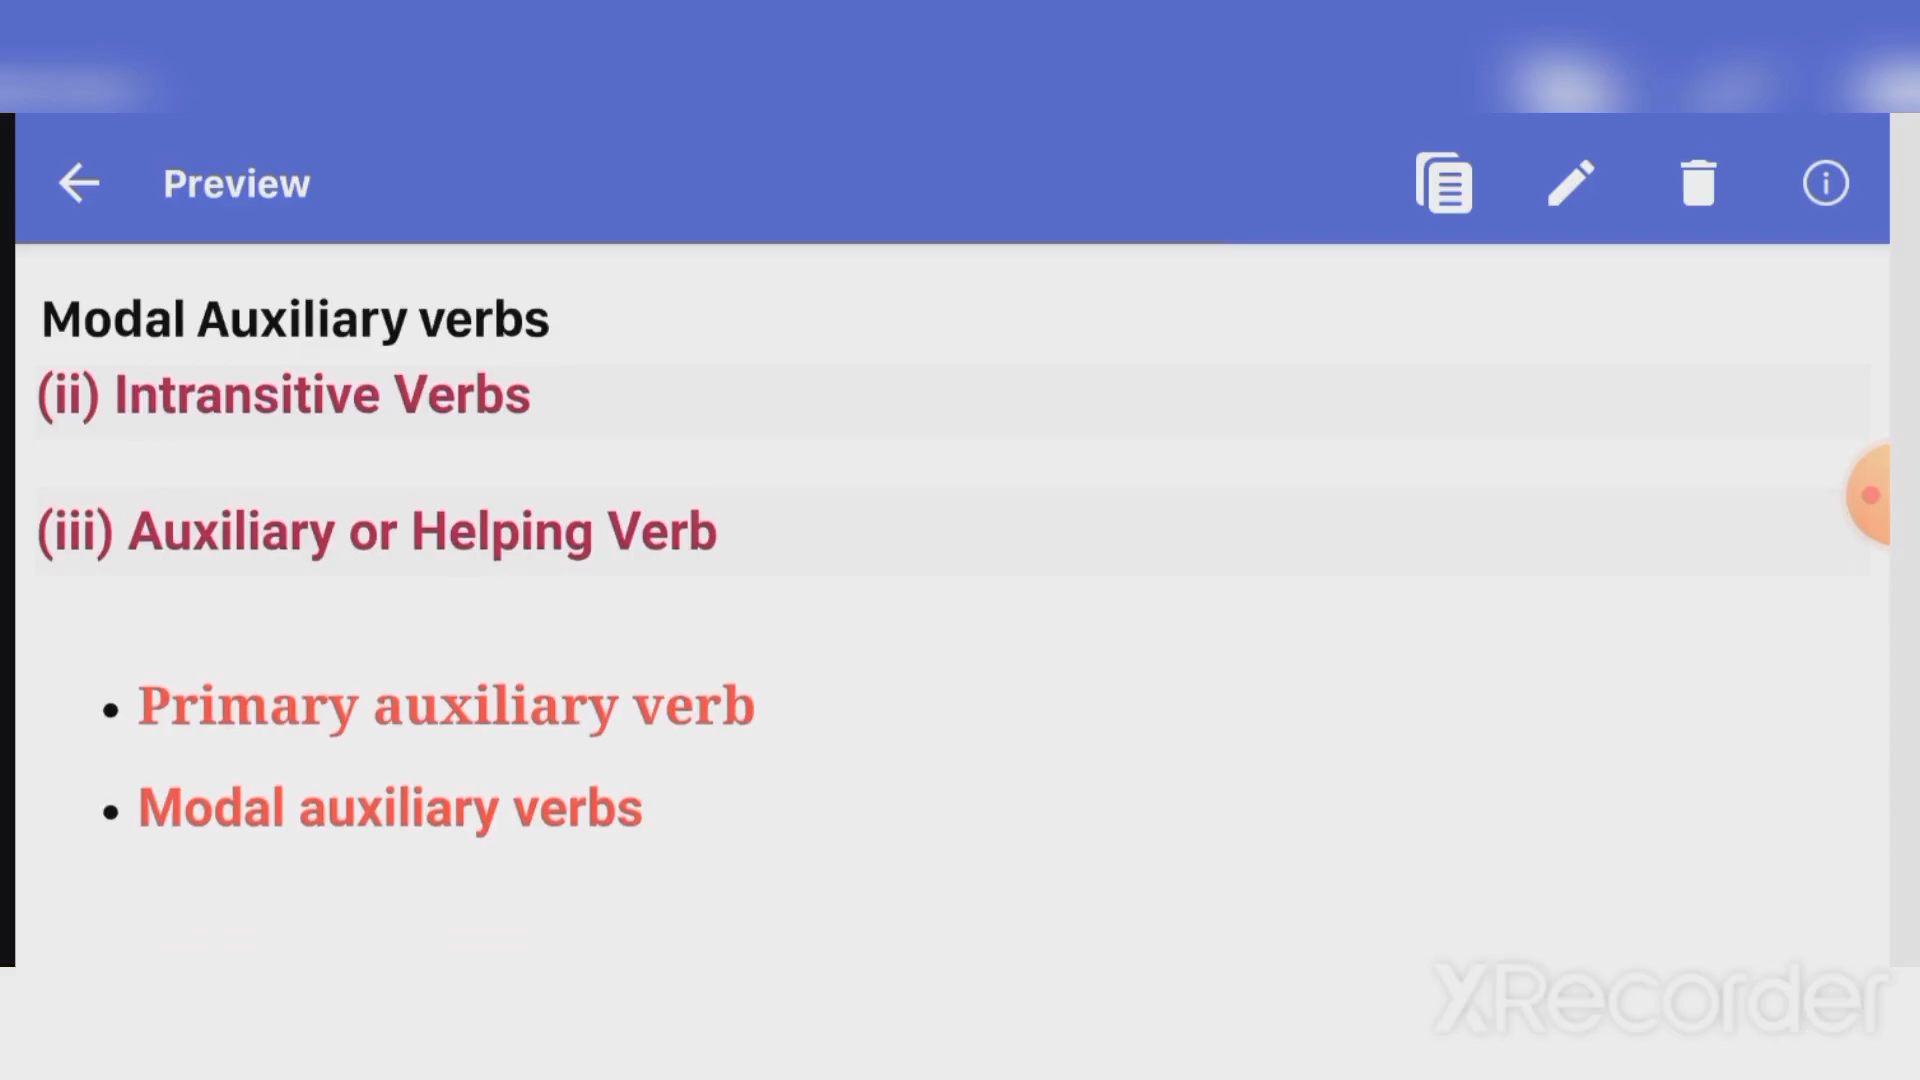 Preview
Modal Auxiliary verbs
(ii) Intransitive Verbs
(iii) Auxiliary or Helping Verb
• Primary auxiliary verb
• Modal auxiliary verbs
XRecorder